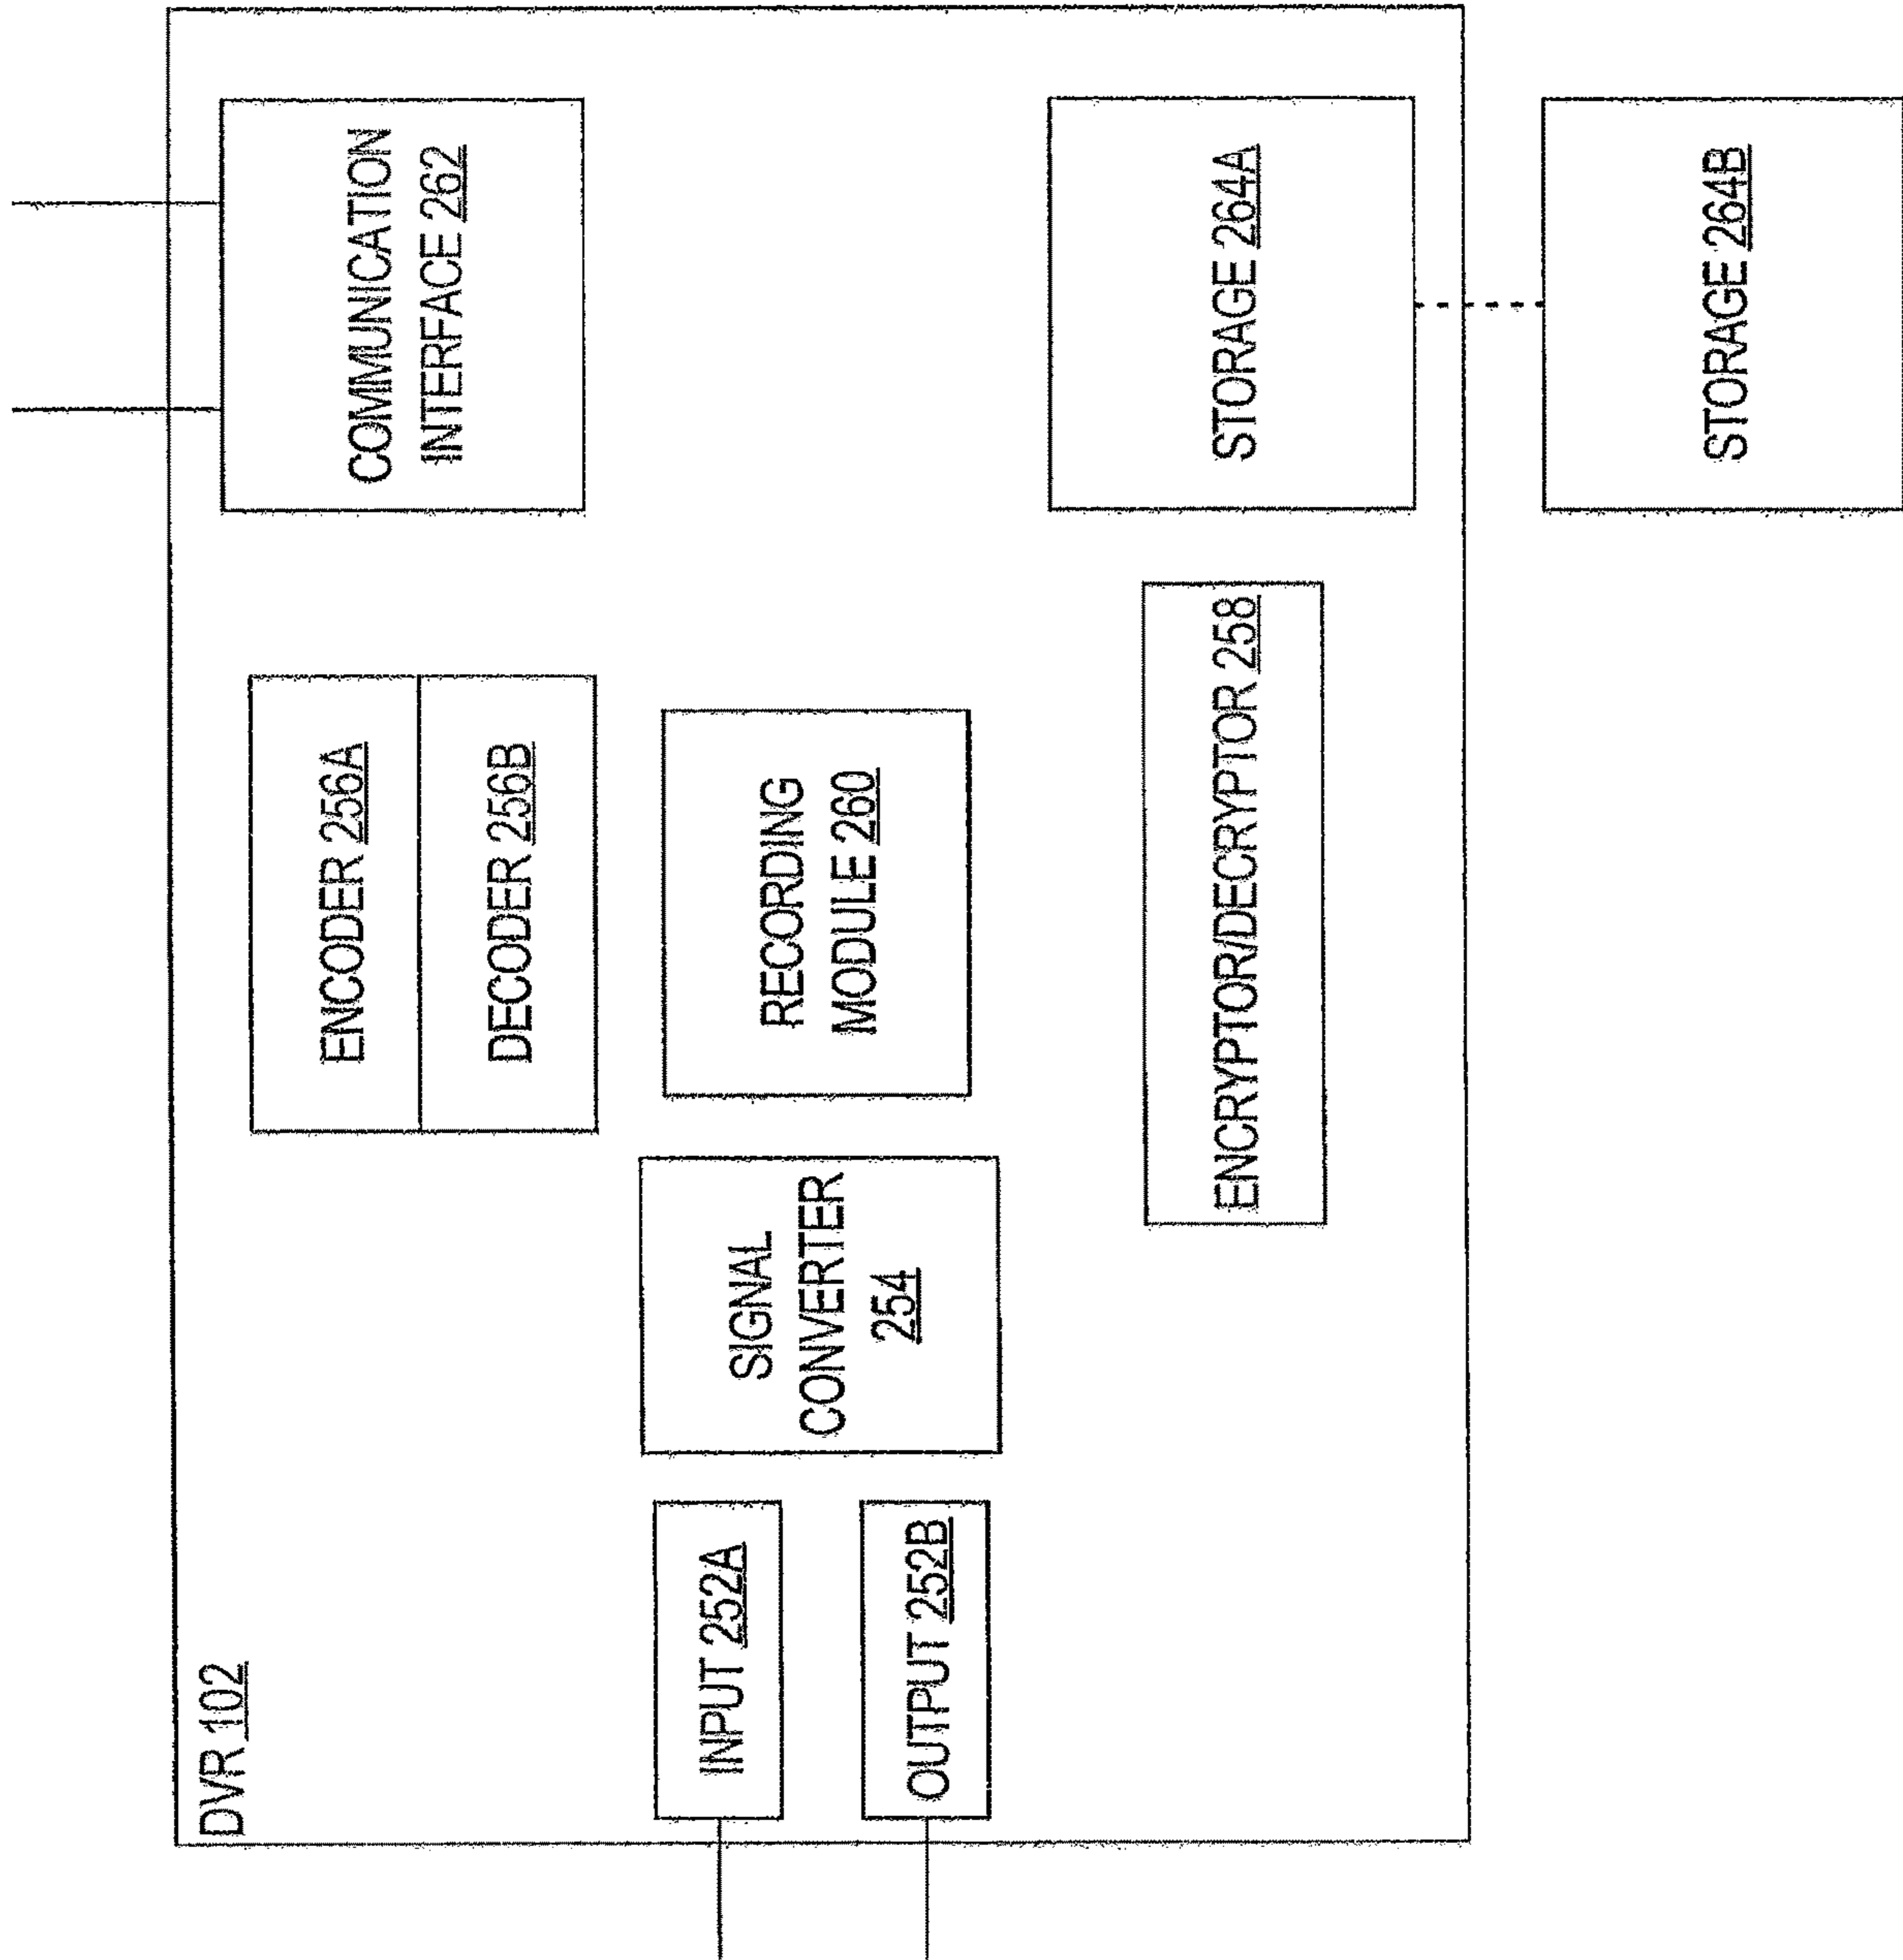 DVR 102
INPUT 252A
OUTPUT 252B
SIGNAL
CONVERTER
254
ENCODER 256A
DECODER 256B
RECORDING
MODULE 260
ENCRYPTOR/DECRYPTOR 258
COMMUNICATION
INTERFACE 262
STORAGE 264A
STORAGE 264B